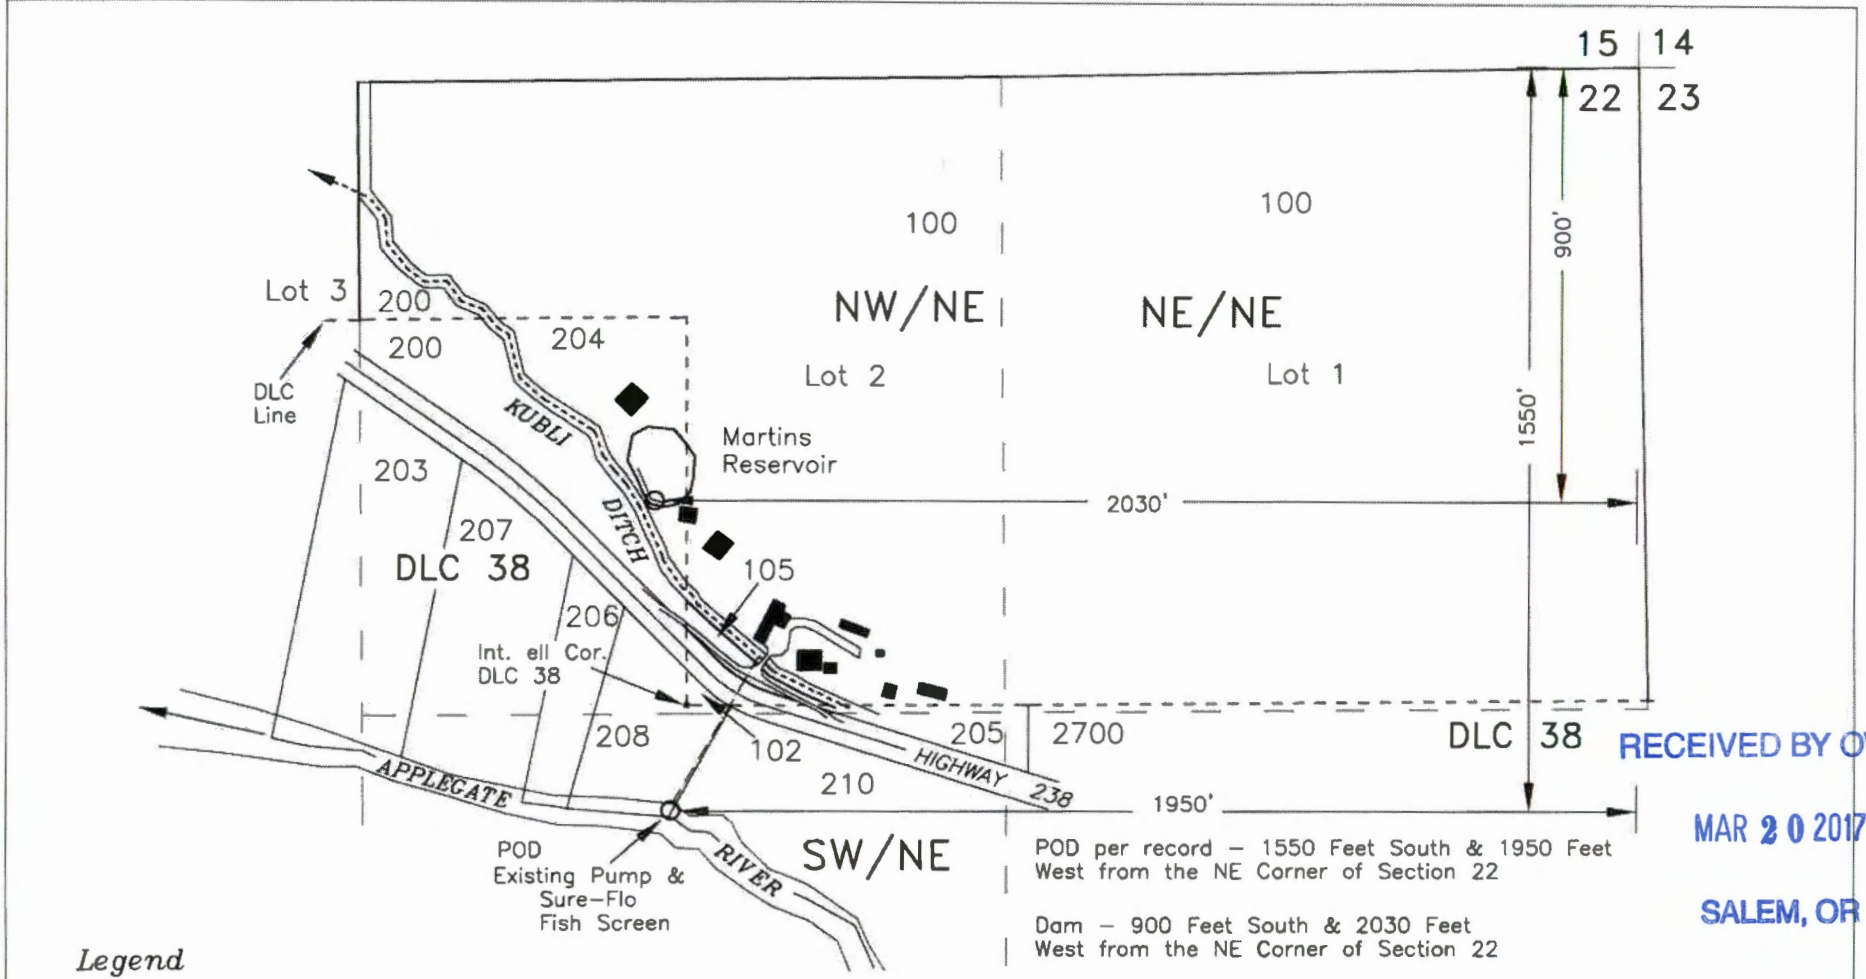 15 14
22 23
100
100
900'
Lot 3
200
NW/NE
NE/NE
204
200
Lot 2
Lot 1
DLC
Line
KUBLI
DITCH
Martins
Reservoir
1550'
203
2030'
207
DLC 38
105
206
Int. ell Cor.
DLC 38
208
102
205
2700
DLC 38
RECEIVED BY
HIGHWAY 238
APPLEGATE
RIVER
210
1950'
MAR 20 2017
SW/NE
POD
Existing Pump &
Sure-Flo
Fish Screen
POD per record – 1550 Feet South & 1950 Feet
West from the NE Corner of Section 22
SALEM, OR
Dam – 900 Feet South & 2030 Feet
West from the NE Corner of Section 22
Legend